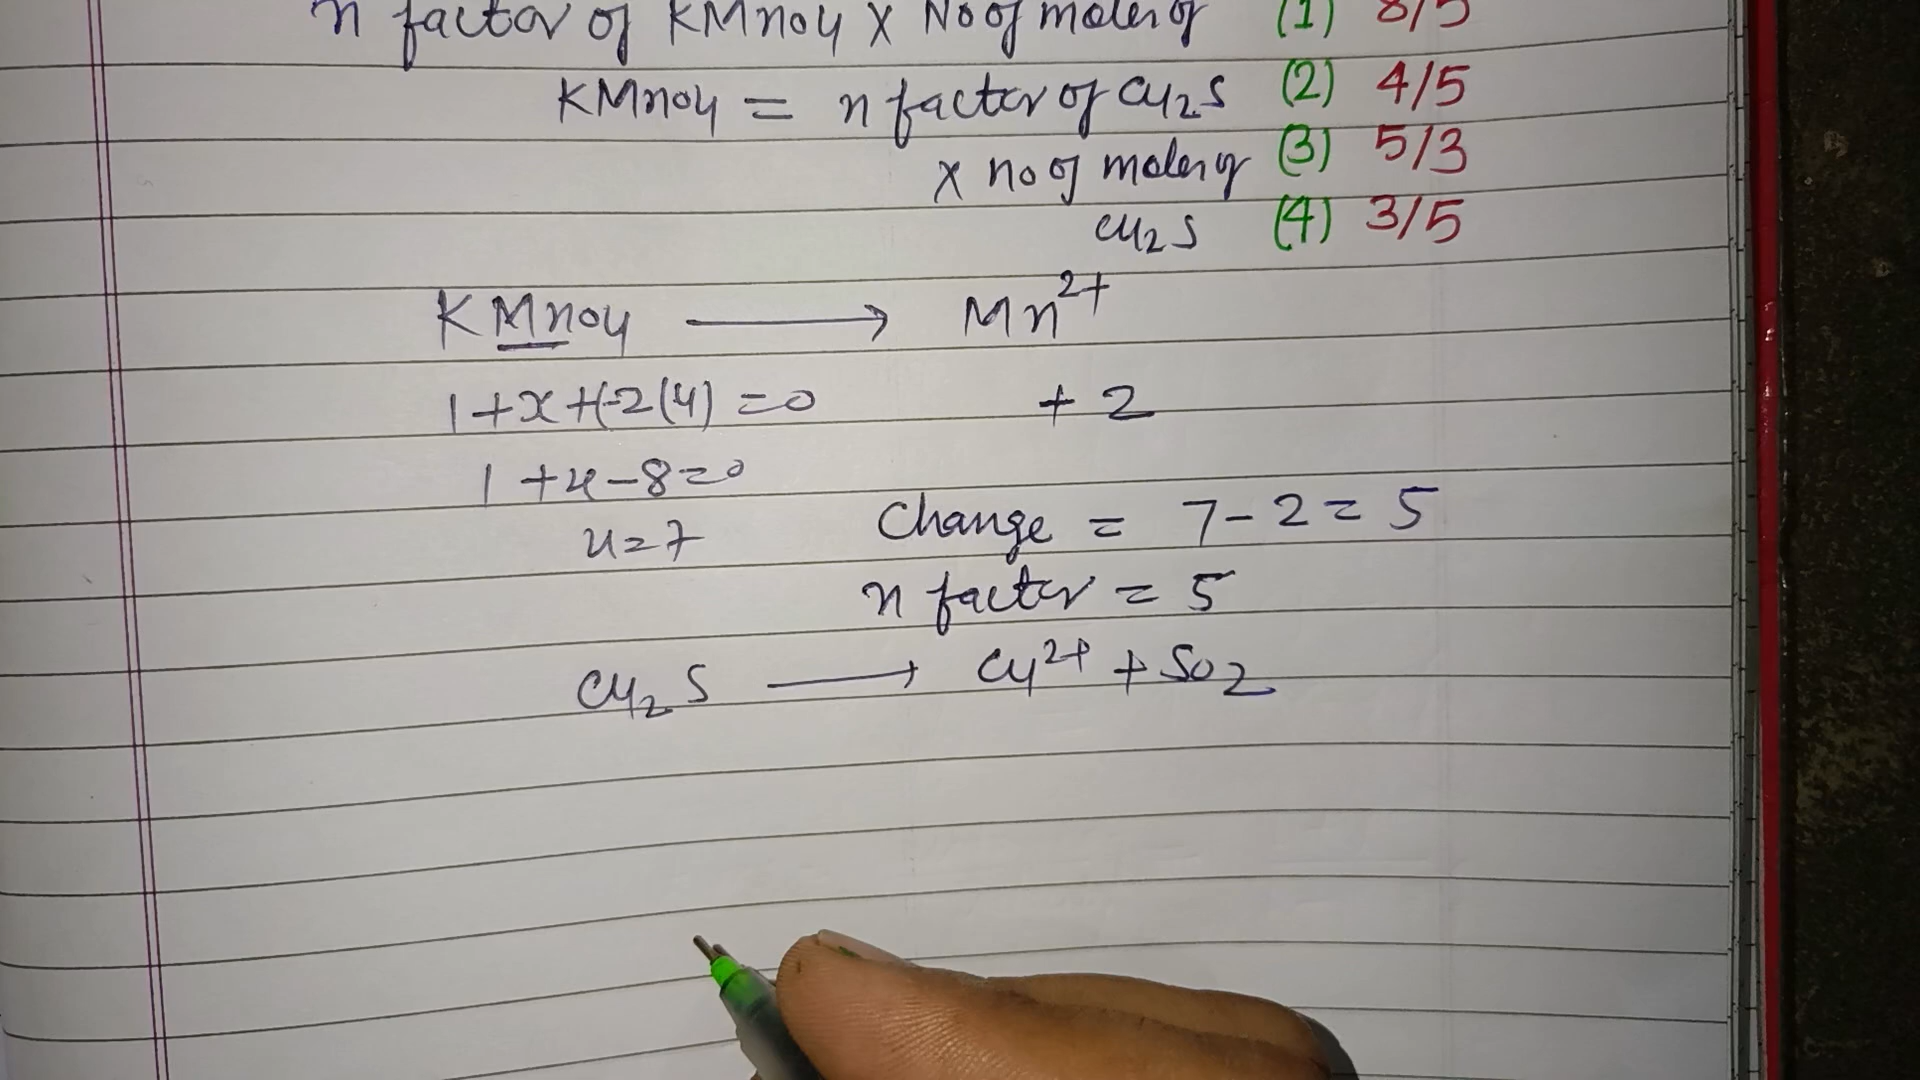 n factor of KMnO4 x No of moles of (1) 8/5
KMnO4 = n factor of Cu2S (2) 4/5
x no of moles of (3) 5/3
Cu2S (4) 3/5
KMnO4 ⟶ Mn²⁺
1+x+(-2(4)=0 +2
1+x-8=0
x=7 Change = 7-2=5
n factor = 5
Cu2S ⟶ Cu²⁺ + SO2